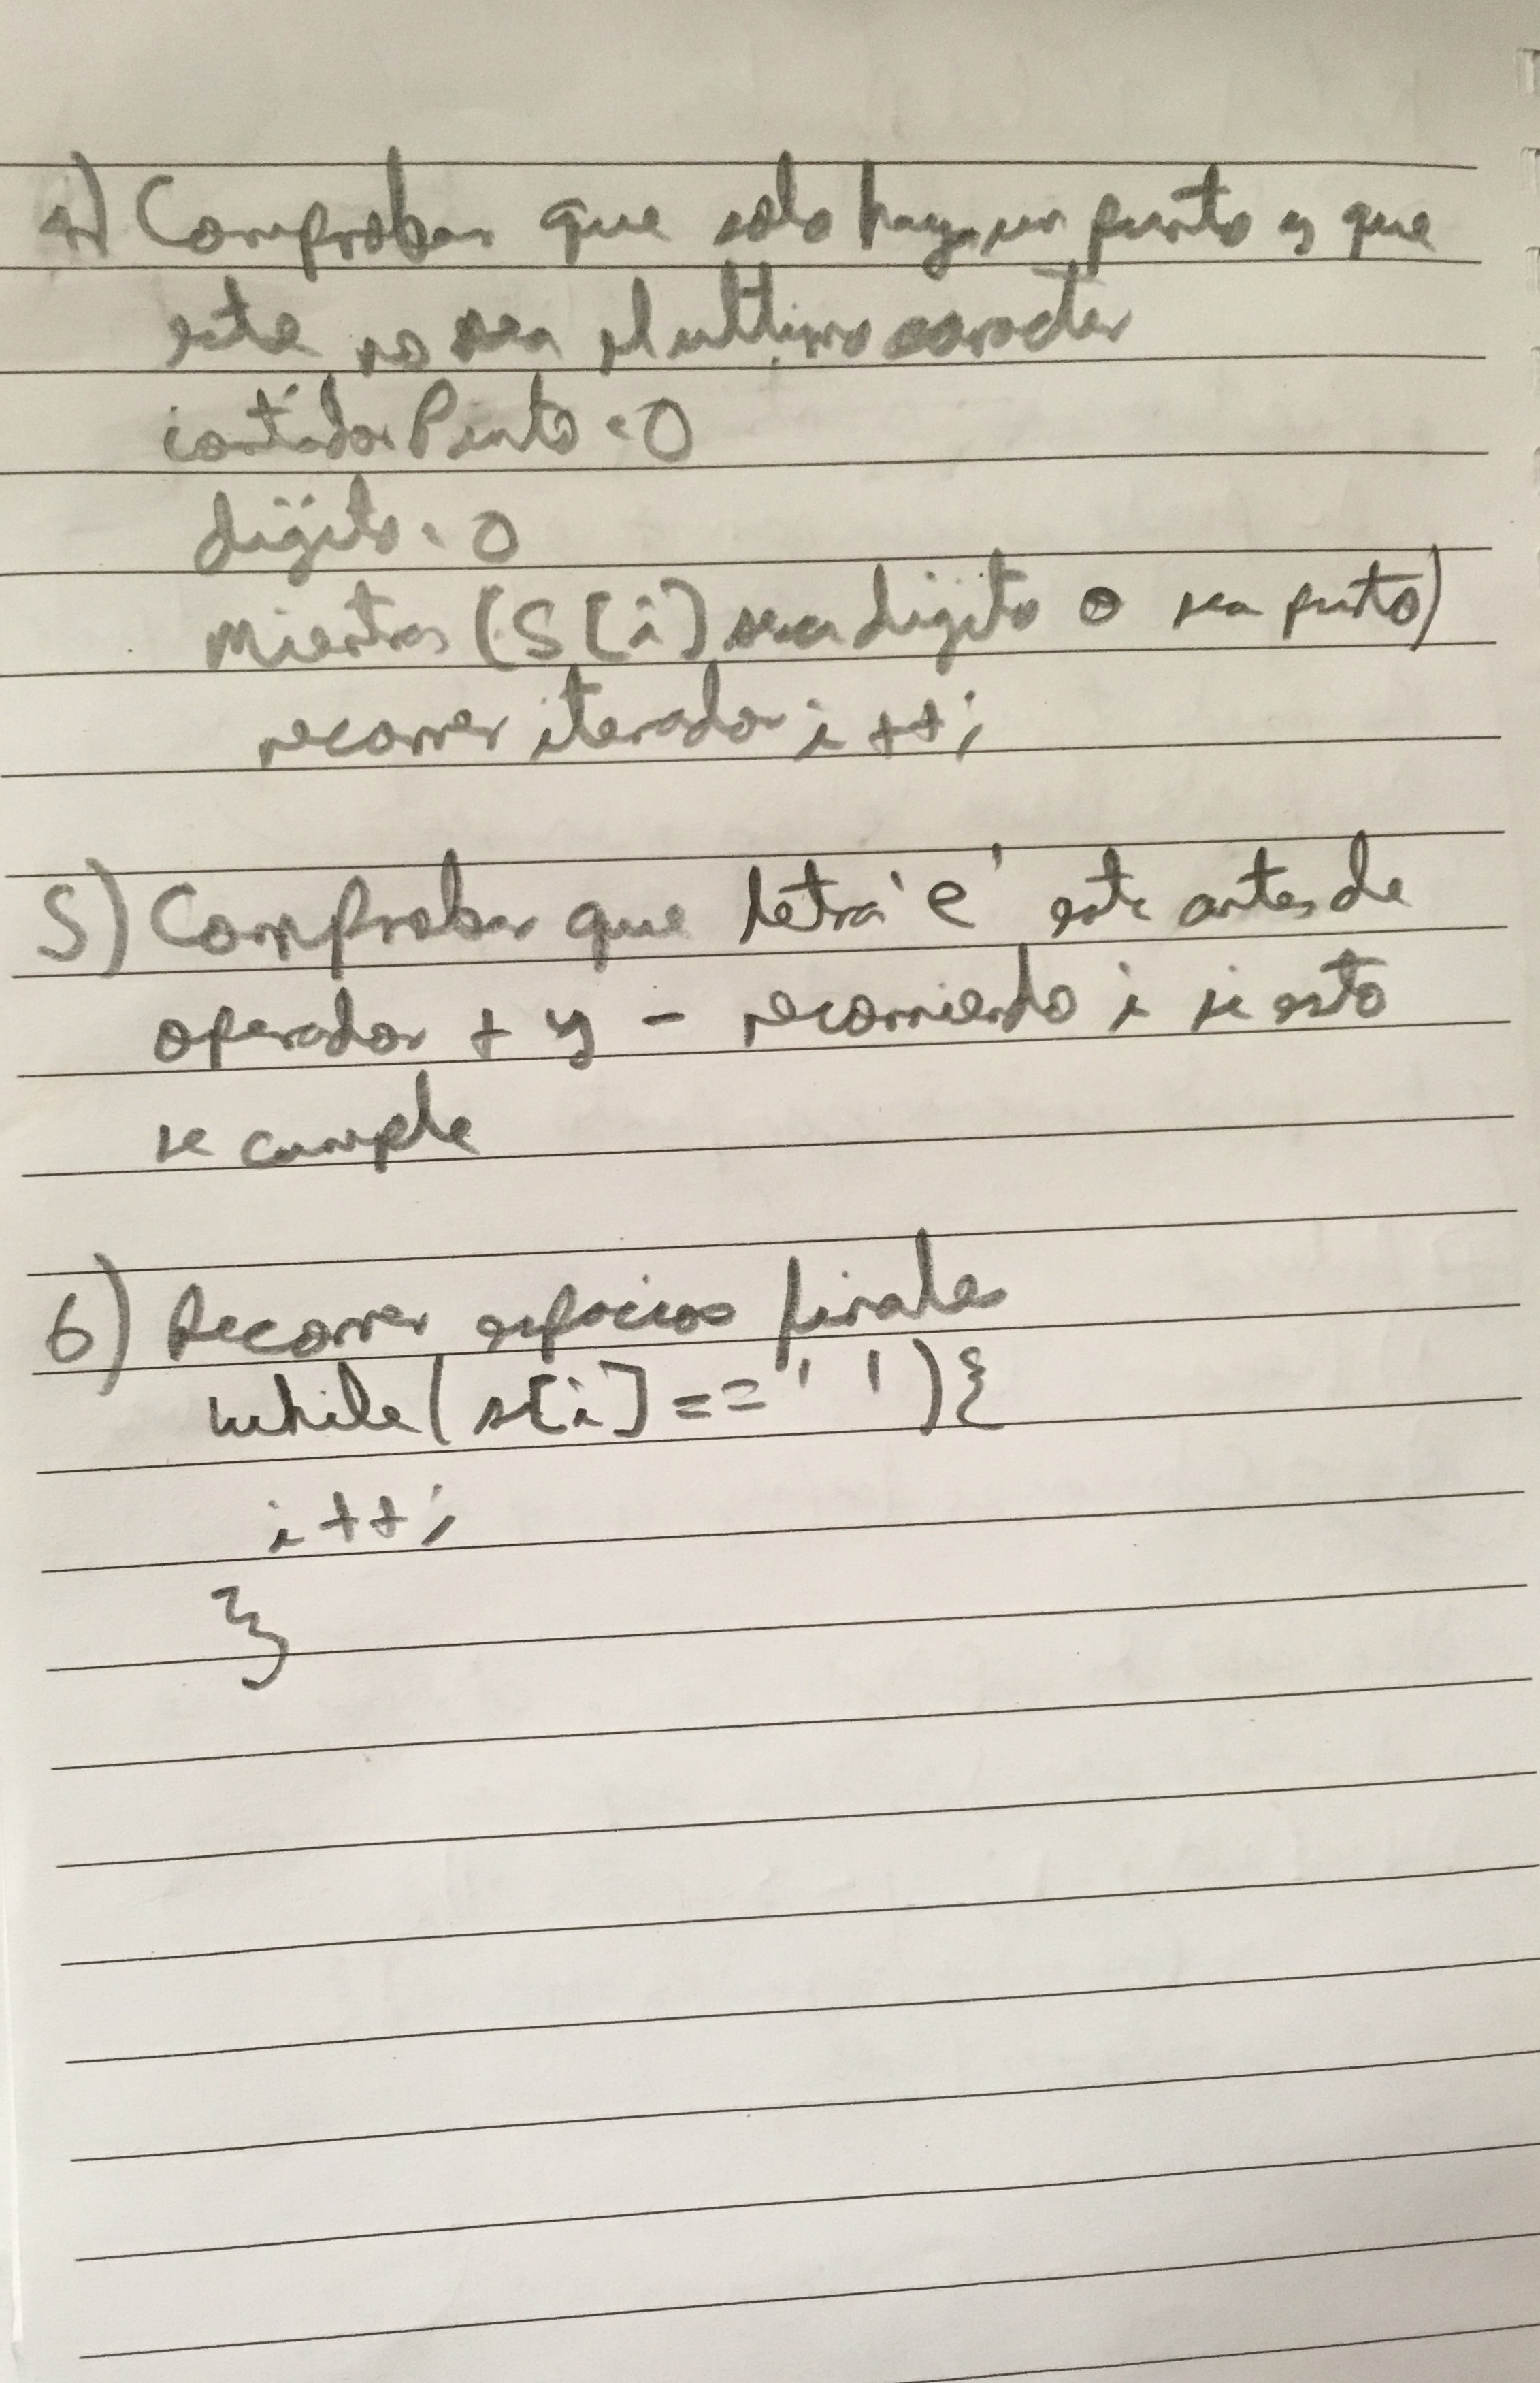 4) Comprobar que solo haya un punto y que
este no sea el ultimo caracter
contadorPunto = 0
digito = 0
Mientras (S[i] sea digito o sea punto)
recorrer iterador i++;
5) Comprobar que letra 'e' este antes de
operador + y - recorriendo i si esto
se cumple
6) Recorrer espacios finales
while(s[i]==' '){
i++;
}